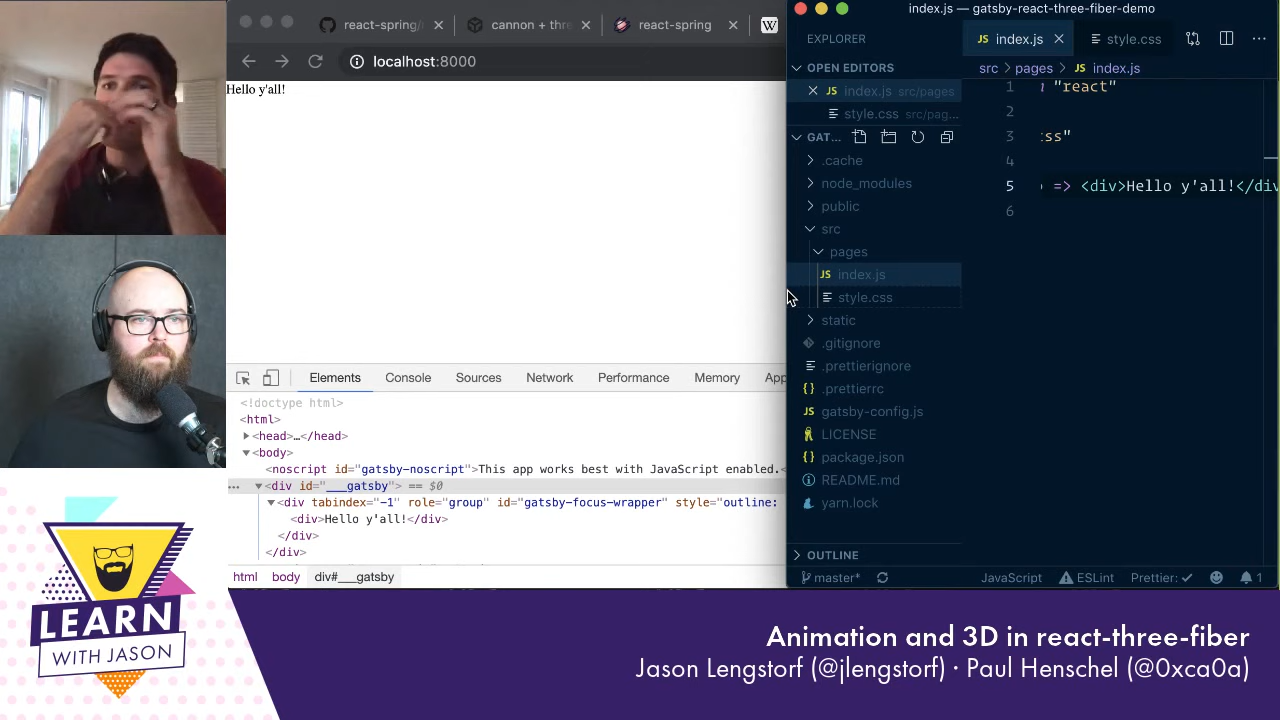 react-spring/
cannon + thre
react-spring
W
localhost:8000
Hello y'all!
Elements
Console
Sources
Network
Performance
Memory
App
<!doctype html>
<html>
<head>…</head>
<body>
<noscript id="gatsby-noscript">This app works best with JavaScript enabled.<
… <div id="___gatsby"> == $0
<div tabindex="-1" role="group" id="gatsby-focus-wrapper" style="outline:
<div>Hello y'all!</div>
</div>
</div>
html
body
div#___gatsby
index.js — gatsby-react-three-fiber-demo
EXPLORER
OPEN EDITORS
JS index.js src/pages
style.css src/pag...
GAT...
.cache
node_modules
public
src
pages
JS index.js
style.css
static
.gitignore
.prettierignore
{} .prettierrc
JS gatsby-config.js
LICENSE
{} package.json
README.md
yarn.lock
OUTLINE
JS index.js
style.css
src > pages > JS index.js
1 "react"
2
3 ss"
4
5 => <div>Hello y'all!</div
6
master*
JavaScript
ESLint
Prettier: ✓
1
LEARN
WITH JASON
Animation and 3D in react-three-fiber
Jason Lengstorf (@jlengstorf) · Paul Henschel (@0xca0a)